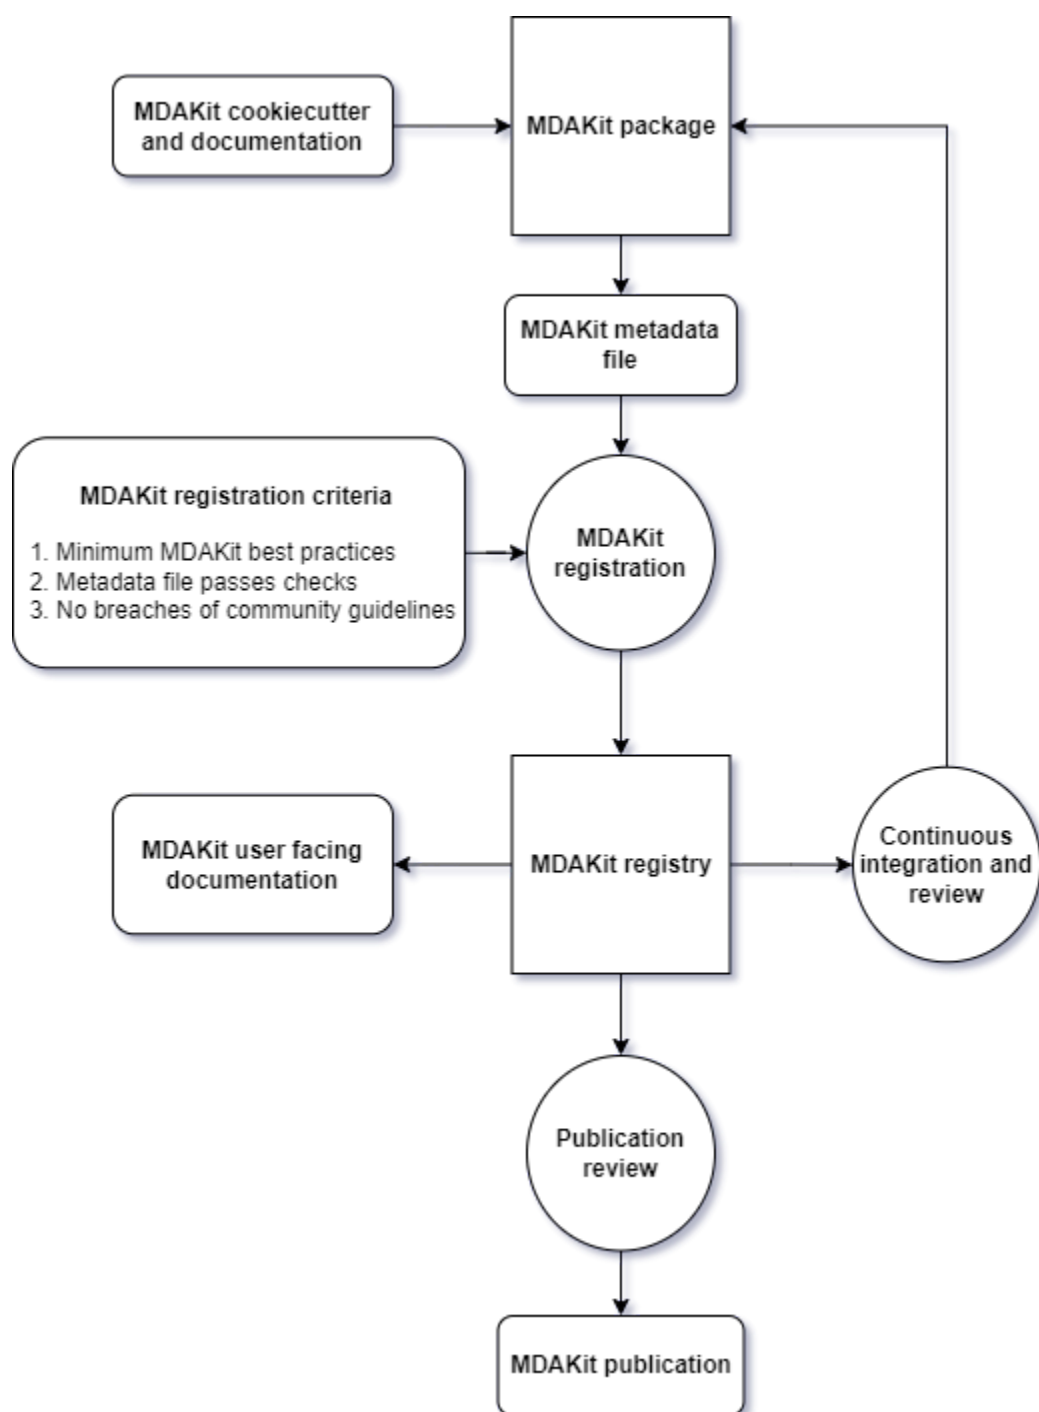 MDAKit cookiecutter
and documentation
MDAKit package
MDAKit metadata
file
MDAKit registration criteria
1. Minimum MDAKit best practices
2. Metadata file passes checks
3. No breaches of community guidelines
MDAKit
registration
MDAKit user facing
documentation
MDAKit registry
Continuous
integration and
review
Publication
review
MDAKit publication